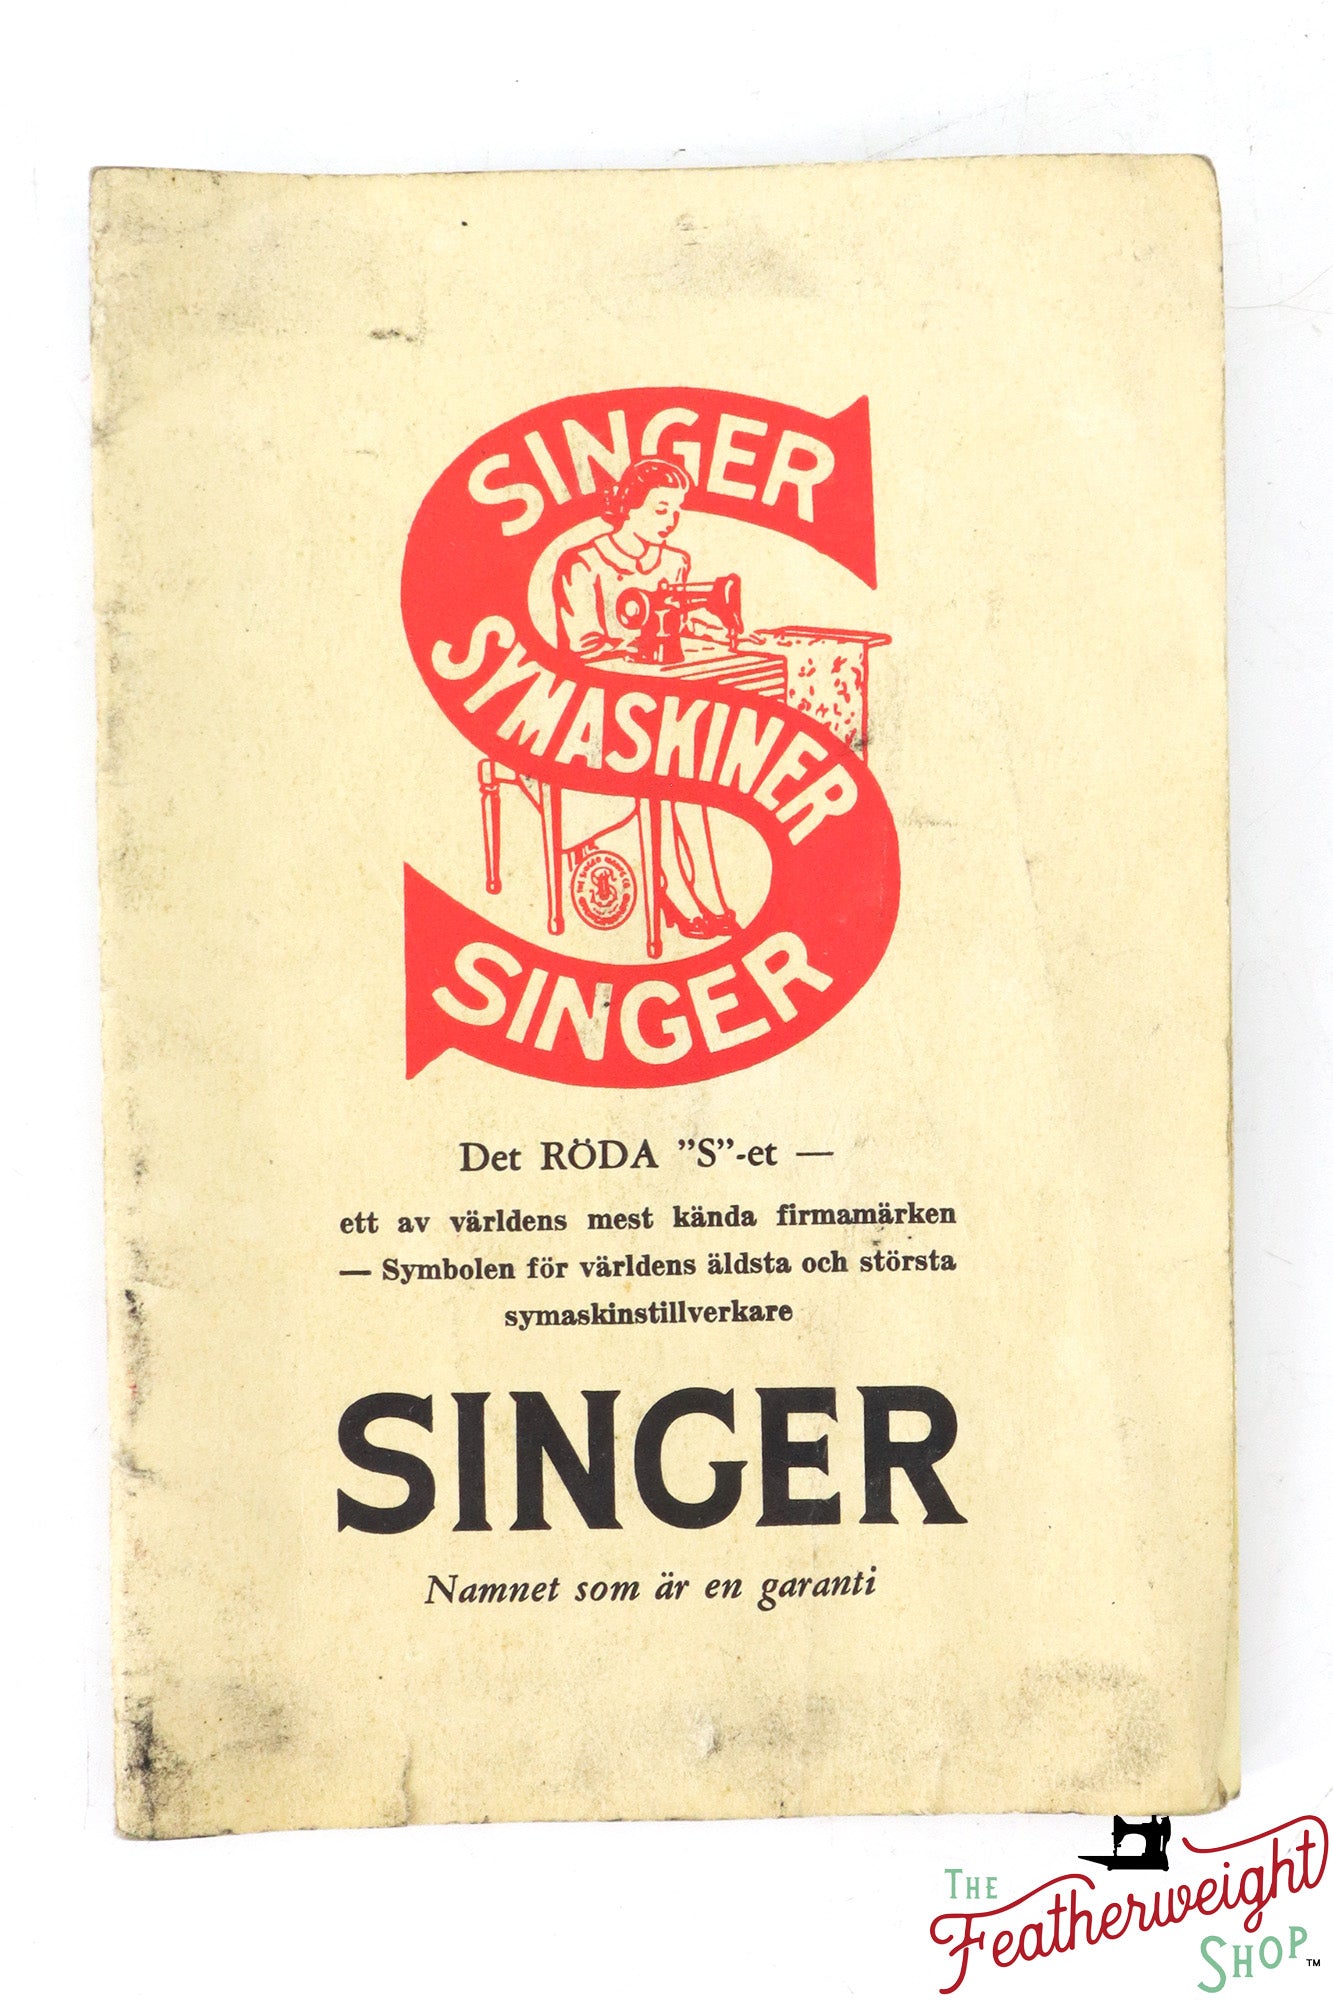 SINGER
SYMASKINER
SINGER
Det RÖDA ”S”-et —
ett av världens mest kända firmamärken
— Symbolen för världens äldsta och största
symaskinstillverkare
SINGER
Namnet som är en garanti
THE
Featherweight
SHOP™